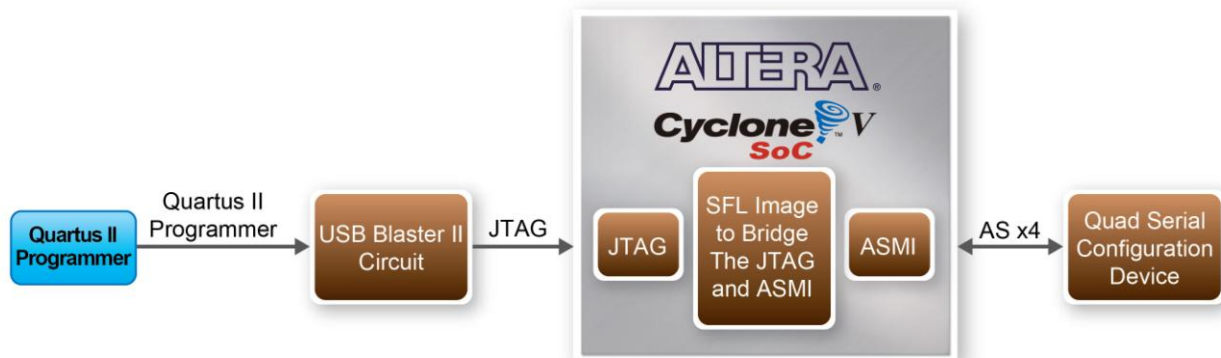 ALTERA®
Cyclone™ V
SoC
Quartus II
Programmer
Quartus II
Programmer
USB Blaster II
Circuit
JTAG
JTAG
SFL Image
to Bridge
The JTAG
and ASMI
ASMI
AS x4
Quad Serial
Configuration
Device